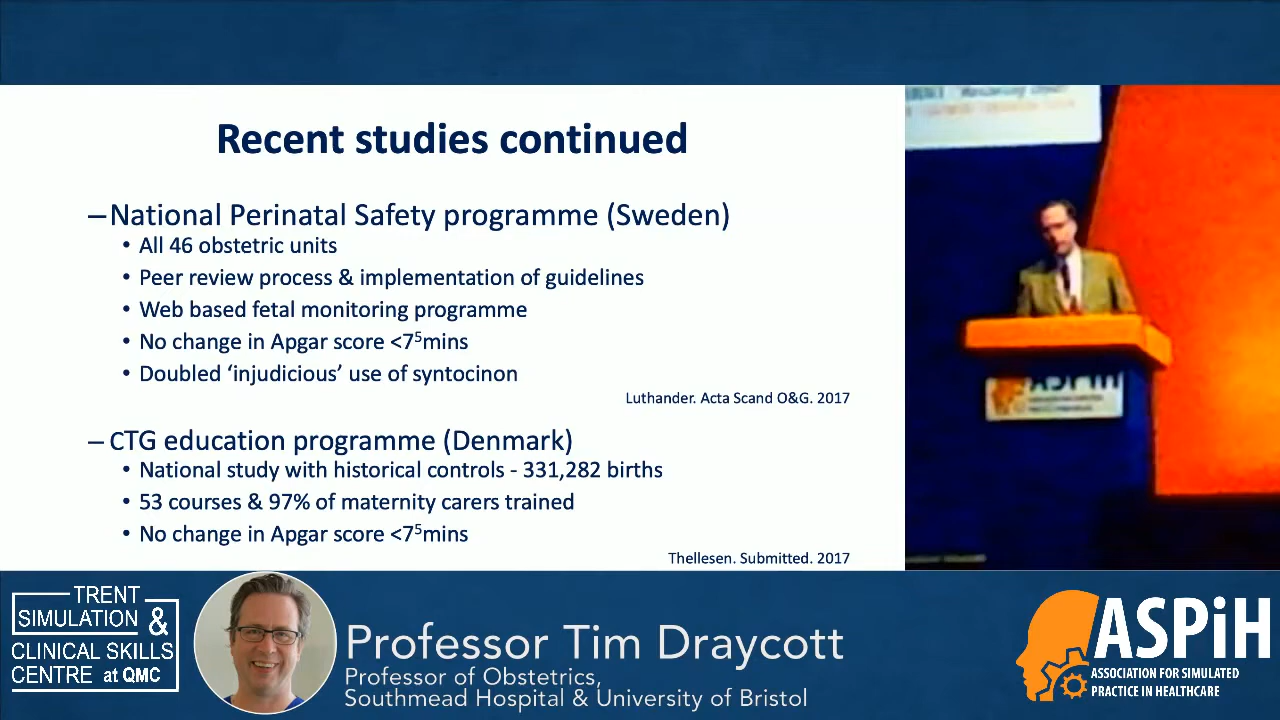 Recent studies continued
– National Perinatal Safety programme (Sweden)
• All 46 obstetric units
• Peer review process & implementation of guidelines
• Web based fetal monitoring programme
• No change in Apgar score <7⁵mins
• Doubled ‘injudicious’ use of syntocinon
Luthander. Acta Scand O&G. 2017
– CTG education programme (Denmark)
• National study with historical controls - 331,282 births
• 53 courses & 97% of maternity carers trained
• No change in Apgar score <7⁵mins
Thellesen. Submitted. 2017
ASPiH
TRENT
SIMULATION &
CLINICAL SKILLS
CENTRE at QMC
Professor Tim Draycott
Professor of Obstetrics,
Southmead Hospital & University of Bristol
ASPiH
ASSOCIATION FOR SIMULATED
PRACTICE IN HEALTHCARE